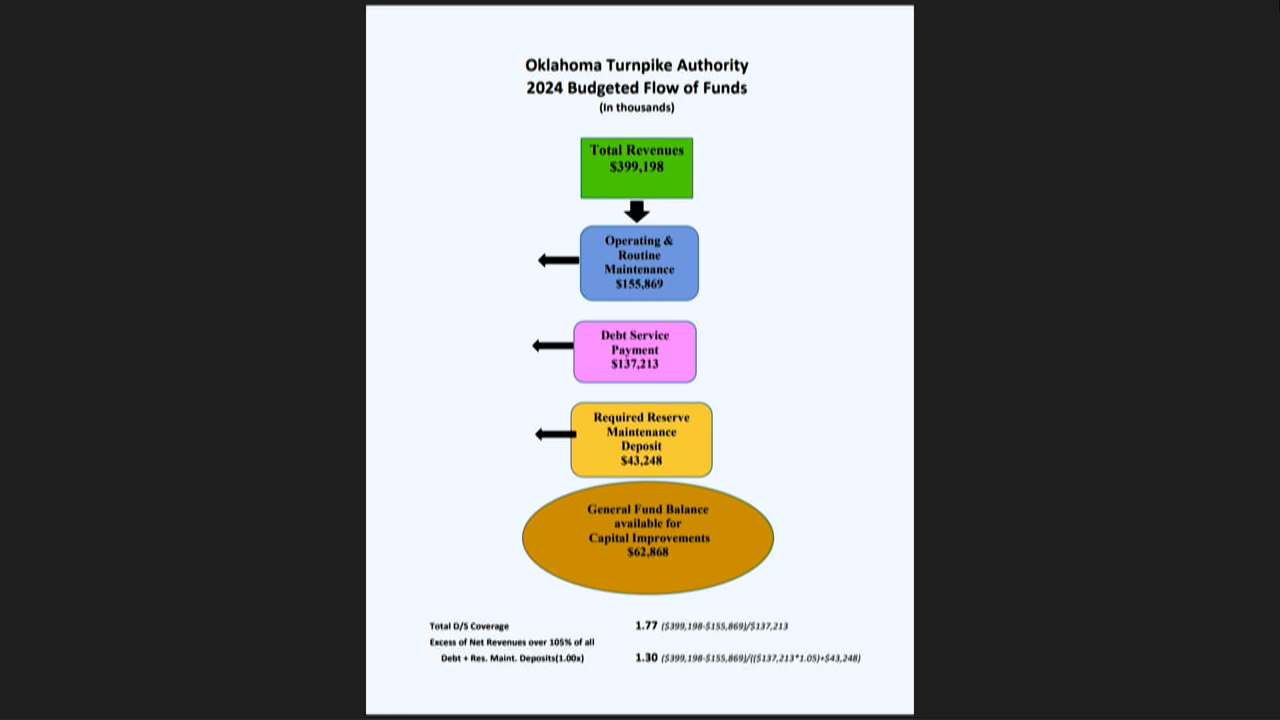 Oklahoma Turnpike Authority
2024 Budgeted Flow of Funds
(In thousands)
Total Revenues
$399,198
Operating &
Routine
Maintenance
$155,869
Debt Service
Payment
$137,213
Required Reserve
Maintenance
Deposit
$43,248
General Fund Balance
available for
Capital Improvements
$62,868
Total D/S Coverage 1.77 ($399,198-$155,869)/$137,213
Excess of Net Revenues over 105% of all
Debt + Res. Maint. Deposits(1.00x) 1.30 ($399,198-$155,869)/(($137,213*1.05)+$43,248)